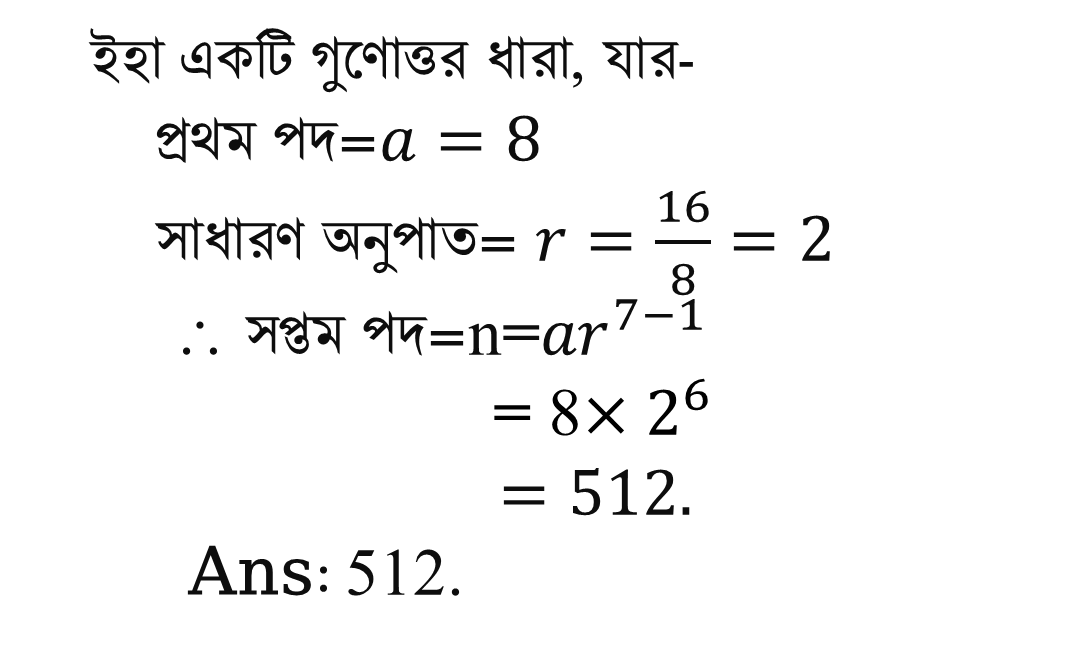 ইহা একটি গুণোত্তর ধারা, যার-
প্রথম পদ=a = 8
সাধারণ অনুপাত= r = 16/8 = 2
∴ সপ্তম পদ=n=ar^7−1
= 8× 2^6
= 512.
Ans: 512.